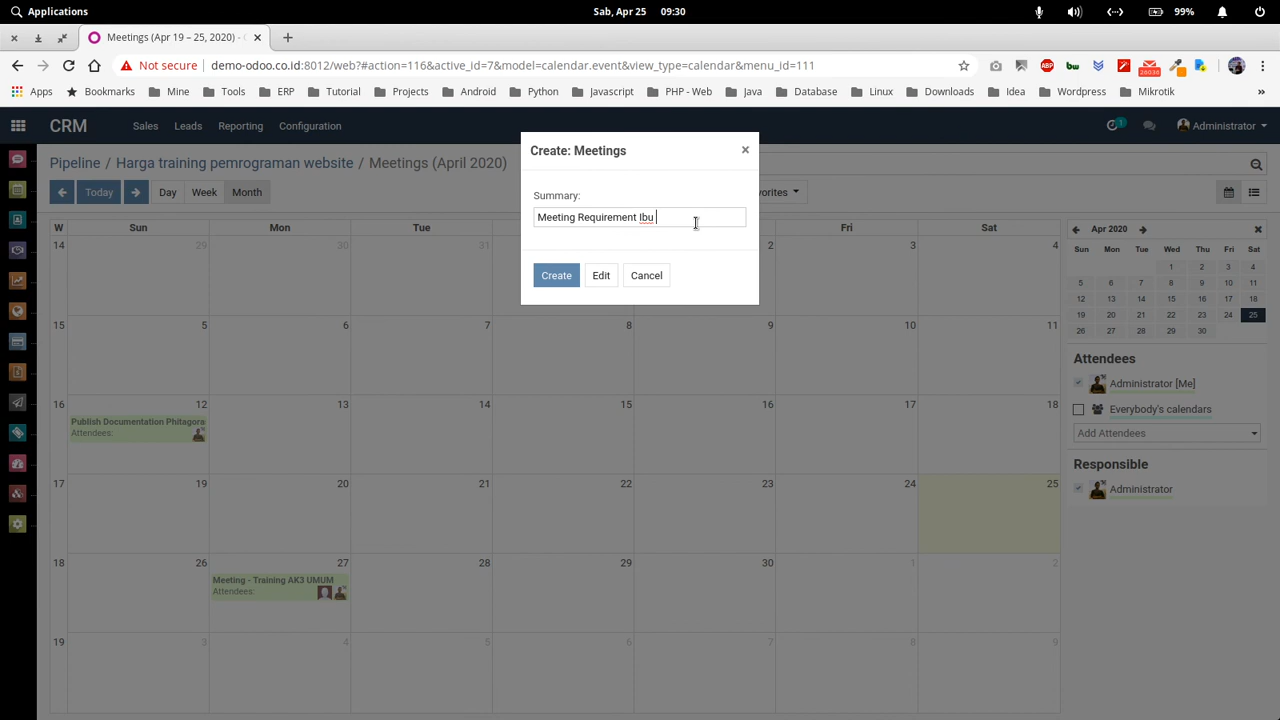 Applications
Sab, Apr 25 09:30
99%
Meetings (Apr 19 – 25, 2020) -
Not secure demo-odoo.co.id:8012/web?#action=116&active_id=7&model=calendar.event&view_type=calendar&menu_id=111
ABP
26036
Apps Bookmarks Mine Tools ERP Tutorial Projects Android Python Javascript PHP - Web Java Database Linux Downloads Idea Wordpress Mikrotik »
CRM Sales Leads Reporting Configuration
1 Administrator
Pipeline / Harga training pemrograman website / Meetings (April 2020)
Today Day Week Month
Create: Meetings ×
Summary:
Meeting Requirement Ibu
Create Edit Cancel
W Sun Mon Tue Fri Sat
14 29 30 31 2 3 4
15 5 6 7 8 9 10 11
16 12 13 14 15 16 17 18
Publish Documentation Phitagora
Attendees:
17 19 20 21 22 23 24 25
18 26 27 28 29 30 1 2
Meeting - Training AK3 UMUM
Attendees:
19 3 4 5 6 7 8 9
Apr 2020
Sun Mon Tue Wed Thu Fri Sat
1 2 3 4
5 6 7 8 9 10 11
12 13 14 15 16 17 18
19 20 21 22 23 24 25
26 27 28 29 30
Attendees
Administrator [Me]
Everybody's calendars
Add Attendees
Responsible
Administrator